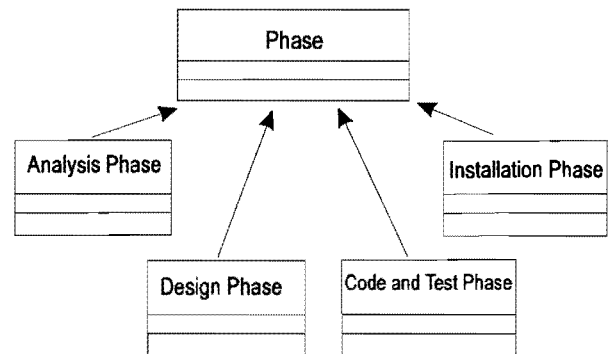 Phase
Analysis Phase
Installation Phase
Design Phase
Code and Test Phase